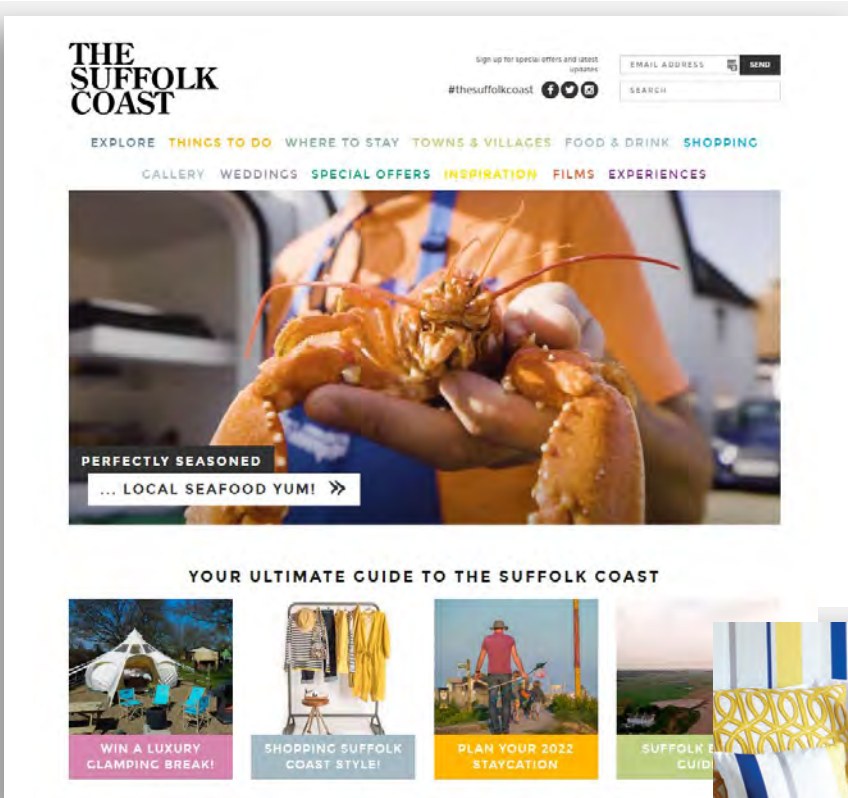 THE
SUFFOLK
COAST
Sign up for special offers and latest
updates
EMAIL ADDRESS
SEND
#thesuffolkcoast
SEARCH
EXPLORE THINGS TO DO WHERE TO STAY TOWNS & VILLAGES FOOD & DRINK SHOPPING
GALLERY WEDDINGS SPECIAL OFFERS INSPIRATION FILMS EXPERIENCES
PERFECTLY SEASONED
... LOCAL SEAFOOD YUM!
YOUR ULTIMATE GUIDE TO THE SUFFOLK COAST
WIN A LUXURY
GLAMPING BREAK!
SHOPPING SUFFOLK
COAST STYLE!
PLAN YOUR 2022
STAYCATION
SUFFOLK